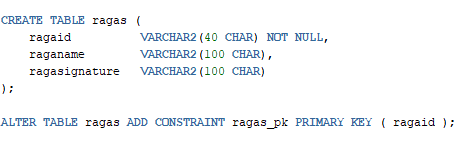 CREATE TABLE ragas (
    ragaid          VARCHAR2(40 CHAR) NOT NULL,
    raganame        VARCHAR2(100 CHAR),
    ragasignature   VARCHAR2(100 CHAR)
);
ALTER TABLE ragas ADD CONSTRAINT ragas_pk PRIMARY KEY ( ragaid );